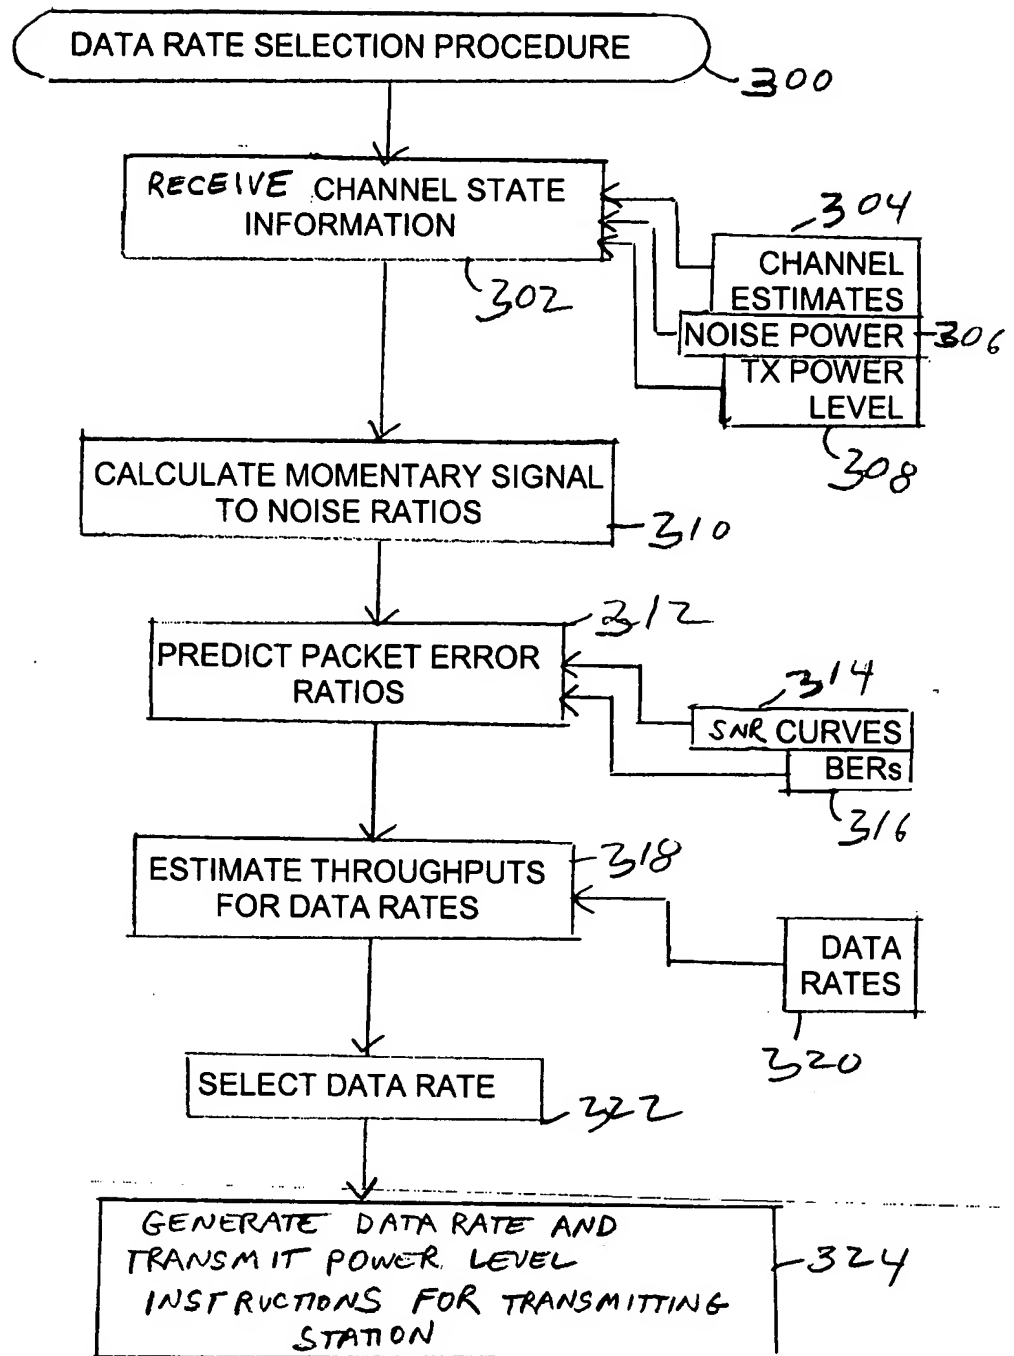 DATA RATE SELECTION PROCEDURE
300
RECEIVE CHANNEL STATE
INFORMATION
302
304
CHANNEL
ESTIMATES
NOISE POWER
306
TX POWER
LEVEL
308
CALCULATE MOMENTARY SIGNAL
TO NOISE RATIOS
310
312
PREDICT PACKET ERROR
RATIOS
314
SNR CURVES
BERs
316
318
ESTIMATE THROUGHPUTS
FOR DATA RATES
DATA
RATES
320
SELECT DATA RATE
322
GENERATE DATA RATE AND
TRANSMIT POWER LEVEL
INSTRUCTIONS FOR TRANSMITTING
STATION
324